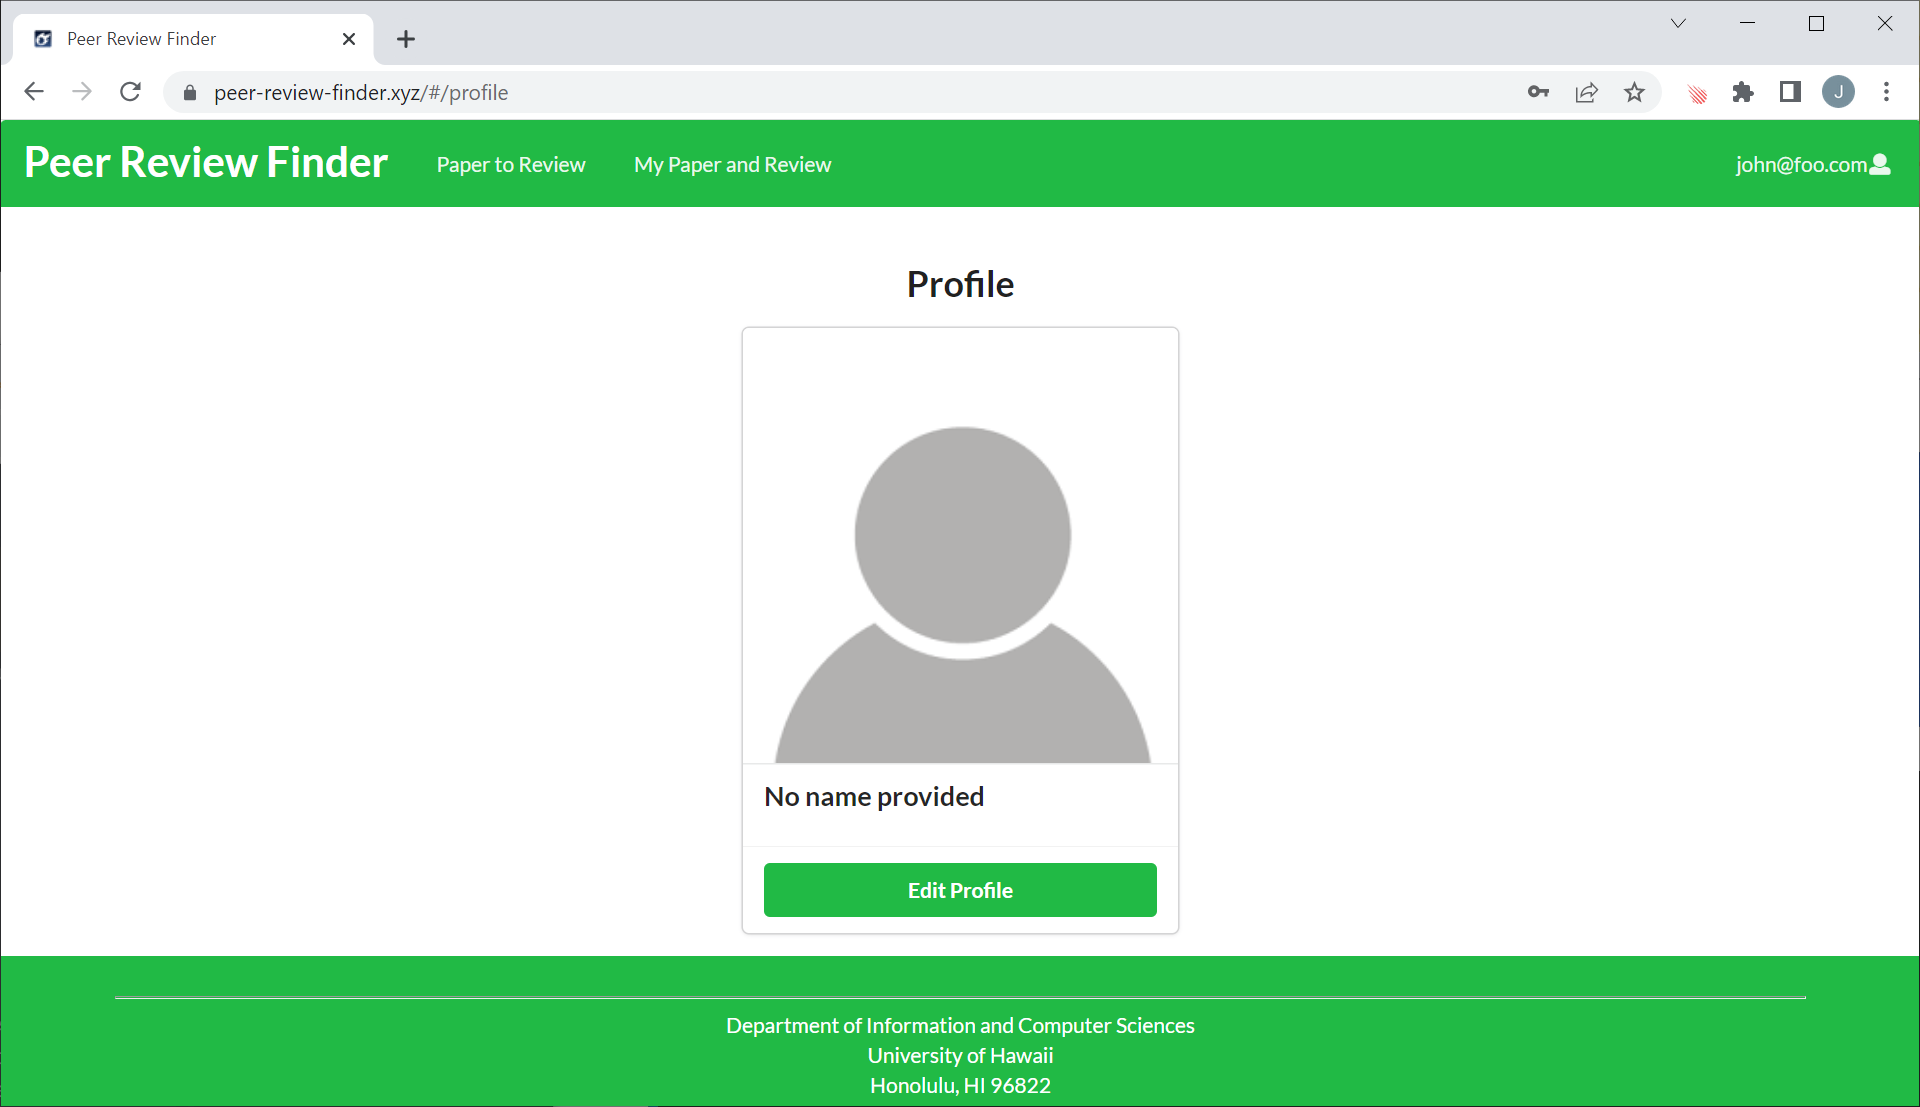 Peer Review Finder
peer-review-finder.xyz/#/profile
J
Peer Review Finder
Paper to Review
My Paper and Review
john@foo.com
Profile
No name provided
Edit Profile
Department of Information and Computer Sciences
University of Hawaii
Honolulu, HI 96822